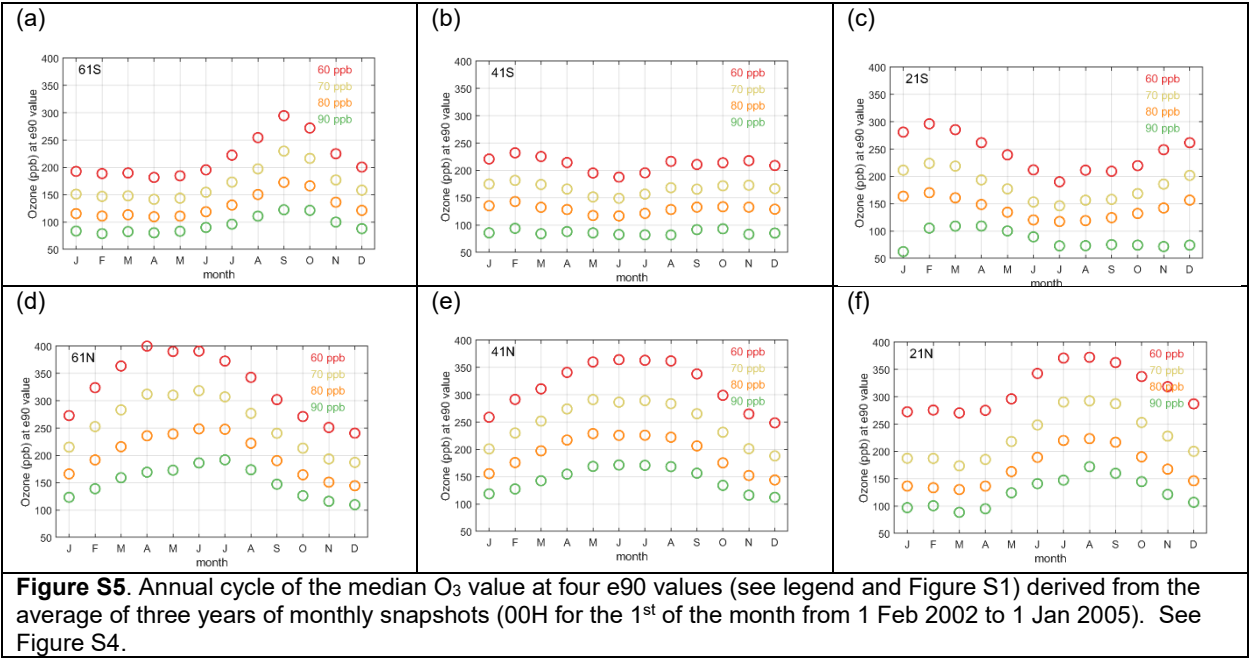 (a)
61S
60 ppb
70 ppb
80 ppb
90 ppb
Ozone (ppb) at e90 value
400
350
300
250
200
150
100
50
J F M A M J J A S O N D
month
(b)
41S
60 ppb
70 ppb
80 ppb
90 ppb
Ozone (ppb) at e90 value
400
350
300
250
200
150
100
50
J F M A M J J A S O N D
month
(c)
21S
60 ppb
70 ppb
80 ppb
90 ppb
Ozone (ppb) at e90 value
400
350
300
250
200
150
100
50
J F M A M J J A S O N D
month
(d)
61N
60 ppb
70 ppb
80 ppb
90 ppb
Ozone (ppb) at e90 value
400
350
300
250
200
150
100
50
J F M A M J J A S O N D
month
(e)
41N
60 ppb
70 ppb
80 ppb
90 ppb
Ozone (ppb) at e90 value
400
350
300
250
200
150
100
50
J F M A M J J A S O N D
month
(f)
21N
60 ppb
70 ppb
80 ppb
90 ppb
Ozone (ppb) at e90 value
400
350
300
250
200
150
100
50
J F M A M J J A S O N D
month
Figure S5. Annual cycle of the median O₃ value at four e90 values (see legend and Figure S1) derived from the
average of three years of monthly snapshots (00H for the 1st of the month from 1 Feb 2002 to 1 Jan 2005). See
Figure S4.